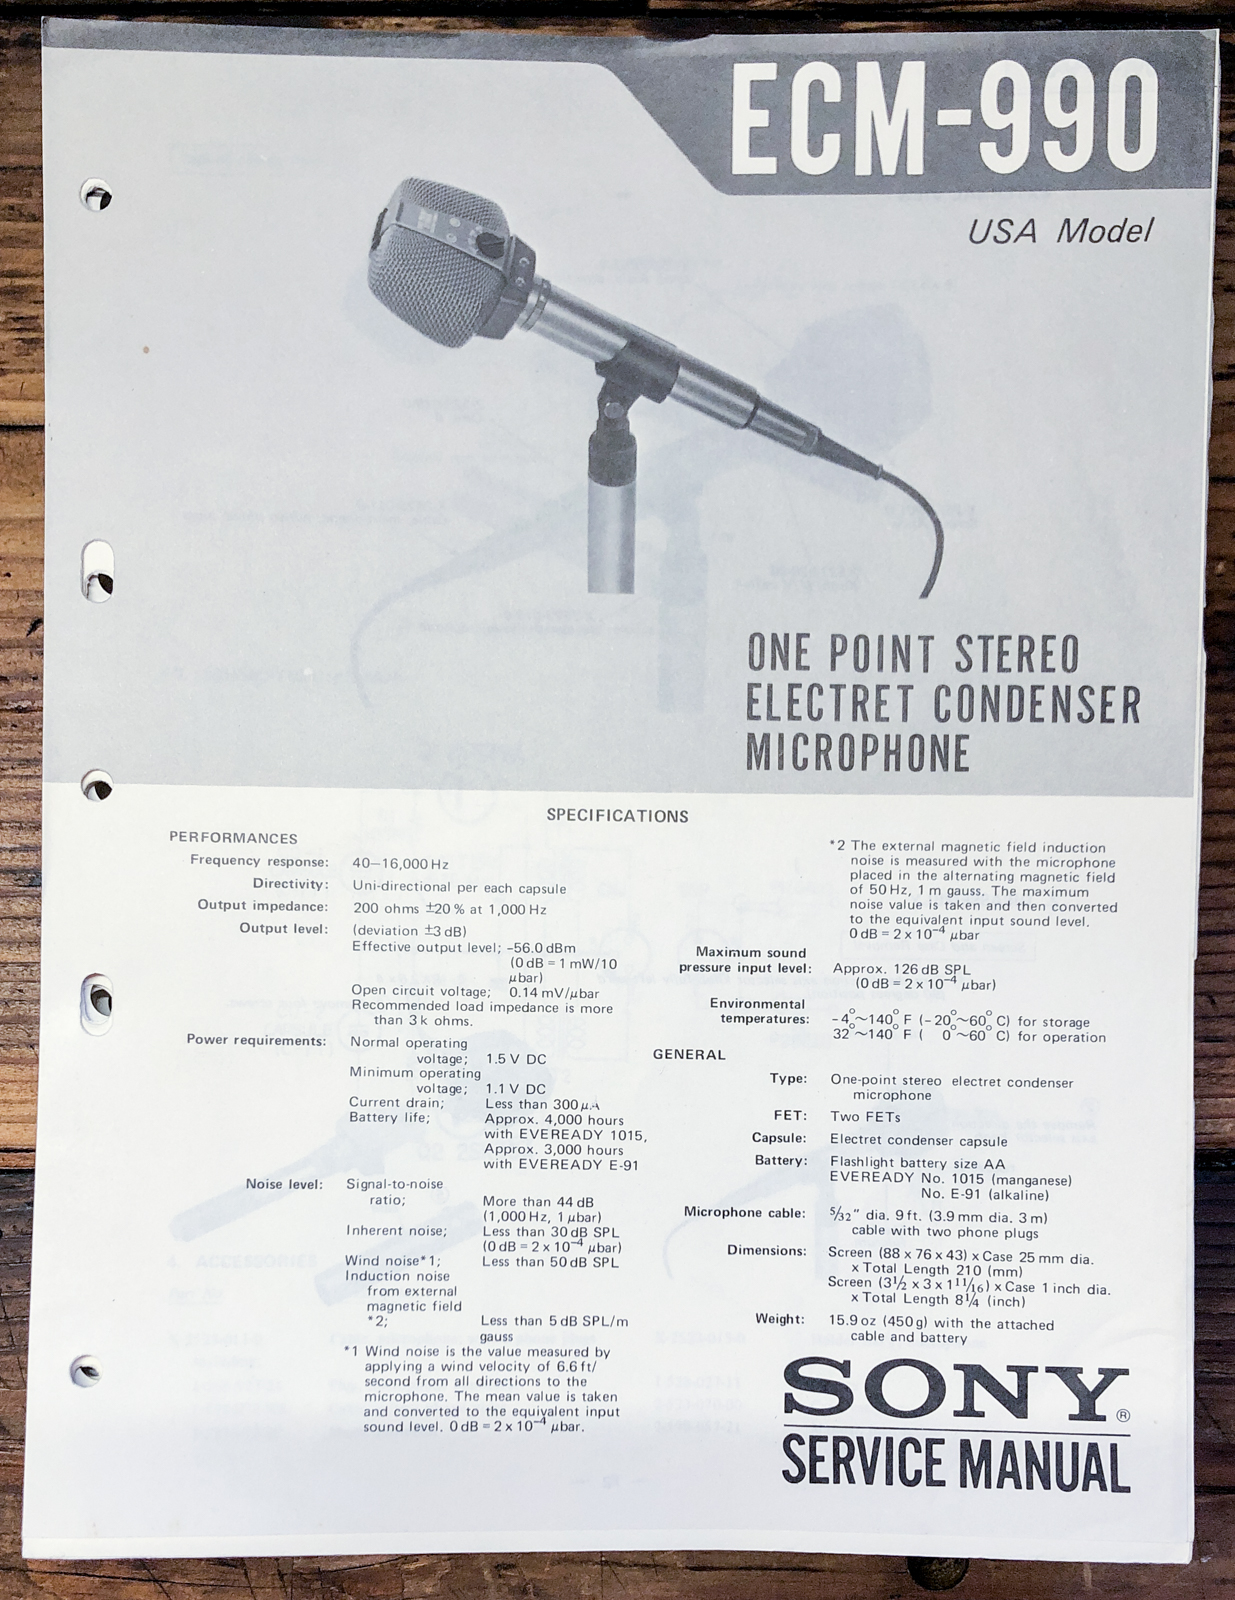 ECM-990
USA Model
ONE POINT STEREO
ELECTRET CONDENSER
MICROPHONE
SPECIFICATIONS
PERFORMANCES
Frequency response: 40–16,000 Hz
Directivity: Uni-directional per each capsule
Output impedance: 200 ohms ±20 % at 1,000 Hz
Output level: (deviation ±3 dB)
Effective output level; -56.0 dBm
(0 dB = 1 mW/10
μbar)
Open circuit voltage; 0.14 mV/μbar
Recommended load impedance is more
than 3 k ohms.
Power requirements: Normal operating
voltage; 1.5 V DC
Minimum operating
voltage; 1.1 V DC
Current drain; Less than 300 μA
Battery life; Approx. 4,000 hours
with EVEREADY 1015,
Approx. 3,000 hours
with EVEREADY E-91
Noise level: Signal-to-noise
ratio; More than 44 dB
(1,000 Hz, 1 μbar)
Inherent noise; Less than 30 dB SPL
(0 dB = 2 x 10⁻⁴ μbar)
Wind noise*1; Less than 50 dB SPL
Induction noise
from external
magnetic field
*2; Less than 5 dB SPL/m
gauss
*1 Wind noise is the value measured by
applying a wind velocity of 6.6 ft/
second from all directions to the
microphone. The mean value is taken
and converted to the equivalent input
sound level. 0 dB = 2 x 10⁻⁴ μbar.
*2 The external magnetic field induction
noise is measured with the microphone
placed in the alternating magnetic field
of 50 Hz, 1 m gauss. The maximum
noise value is taken and then converted
to the equivalent input sound level.
0 dB = 2 x 10⁻⁴ μbar
Maximum sound
pressure input level: Approx. 126 dB SPL
(0 dB = 2 x 10⁻⁴ μbar)
Environmental
temperatures: -4°~140° F (-20°~60° C) for storage
32°~140° F ( 0°~60° C) for operation
GENERAL
Type: One-point stereo electret condenser
microphone
FET: Two FETs
Capsule: Electret condenser capsule
Battery: Flashlight battery size AA
EVEREADY No. 1015 (manganese)
No. E-91 (alkaline)
Microphone cable: 5/32" dia. 9 ft. (3.9 mm dia. 3 m)
cable with two phone plugs
Dimensions: Screen (88 x 76 x 43) x Case 25 mm dia.
x Total Length 210 (mm)
Screen (3½ x 3 x 1 11/16) x Case 1 inch dia.
x Total Length 8¼ (inch)
Weight: 15.9 oz (450 g) with the attached
cable and battery
SONY®
SERVICE MANUAL